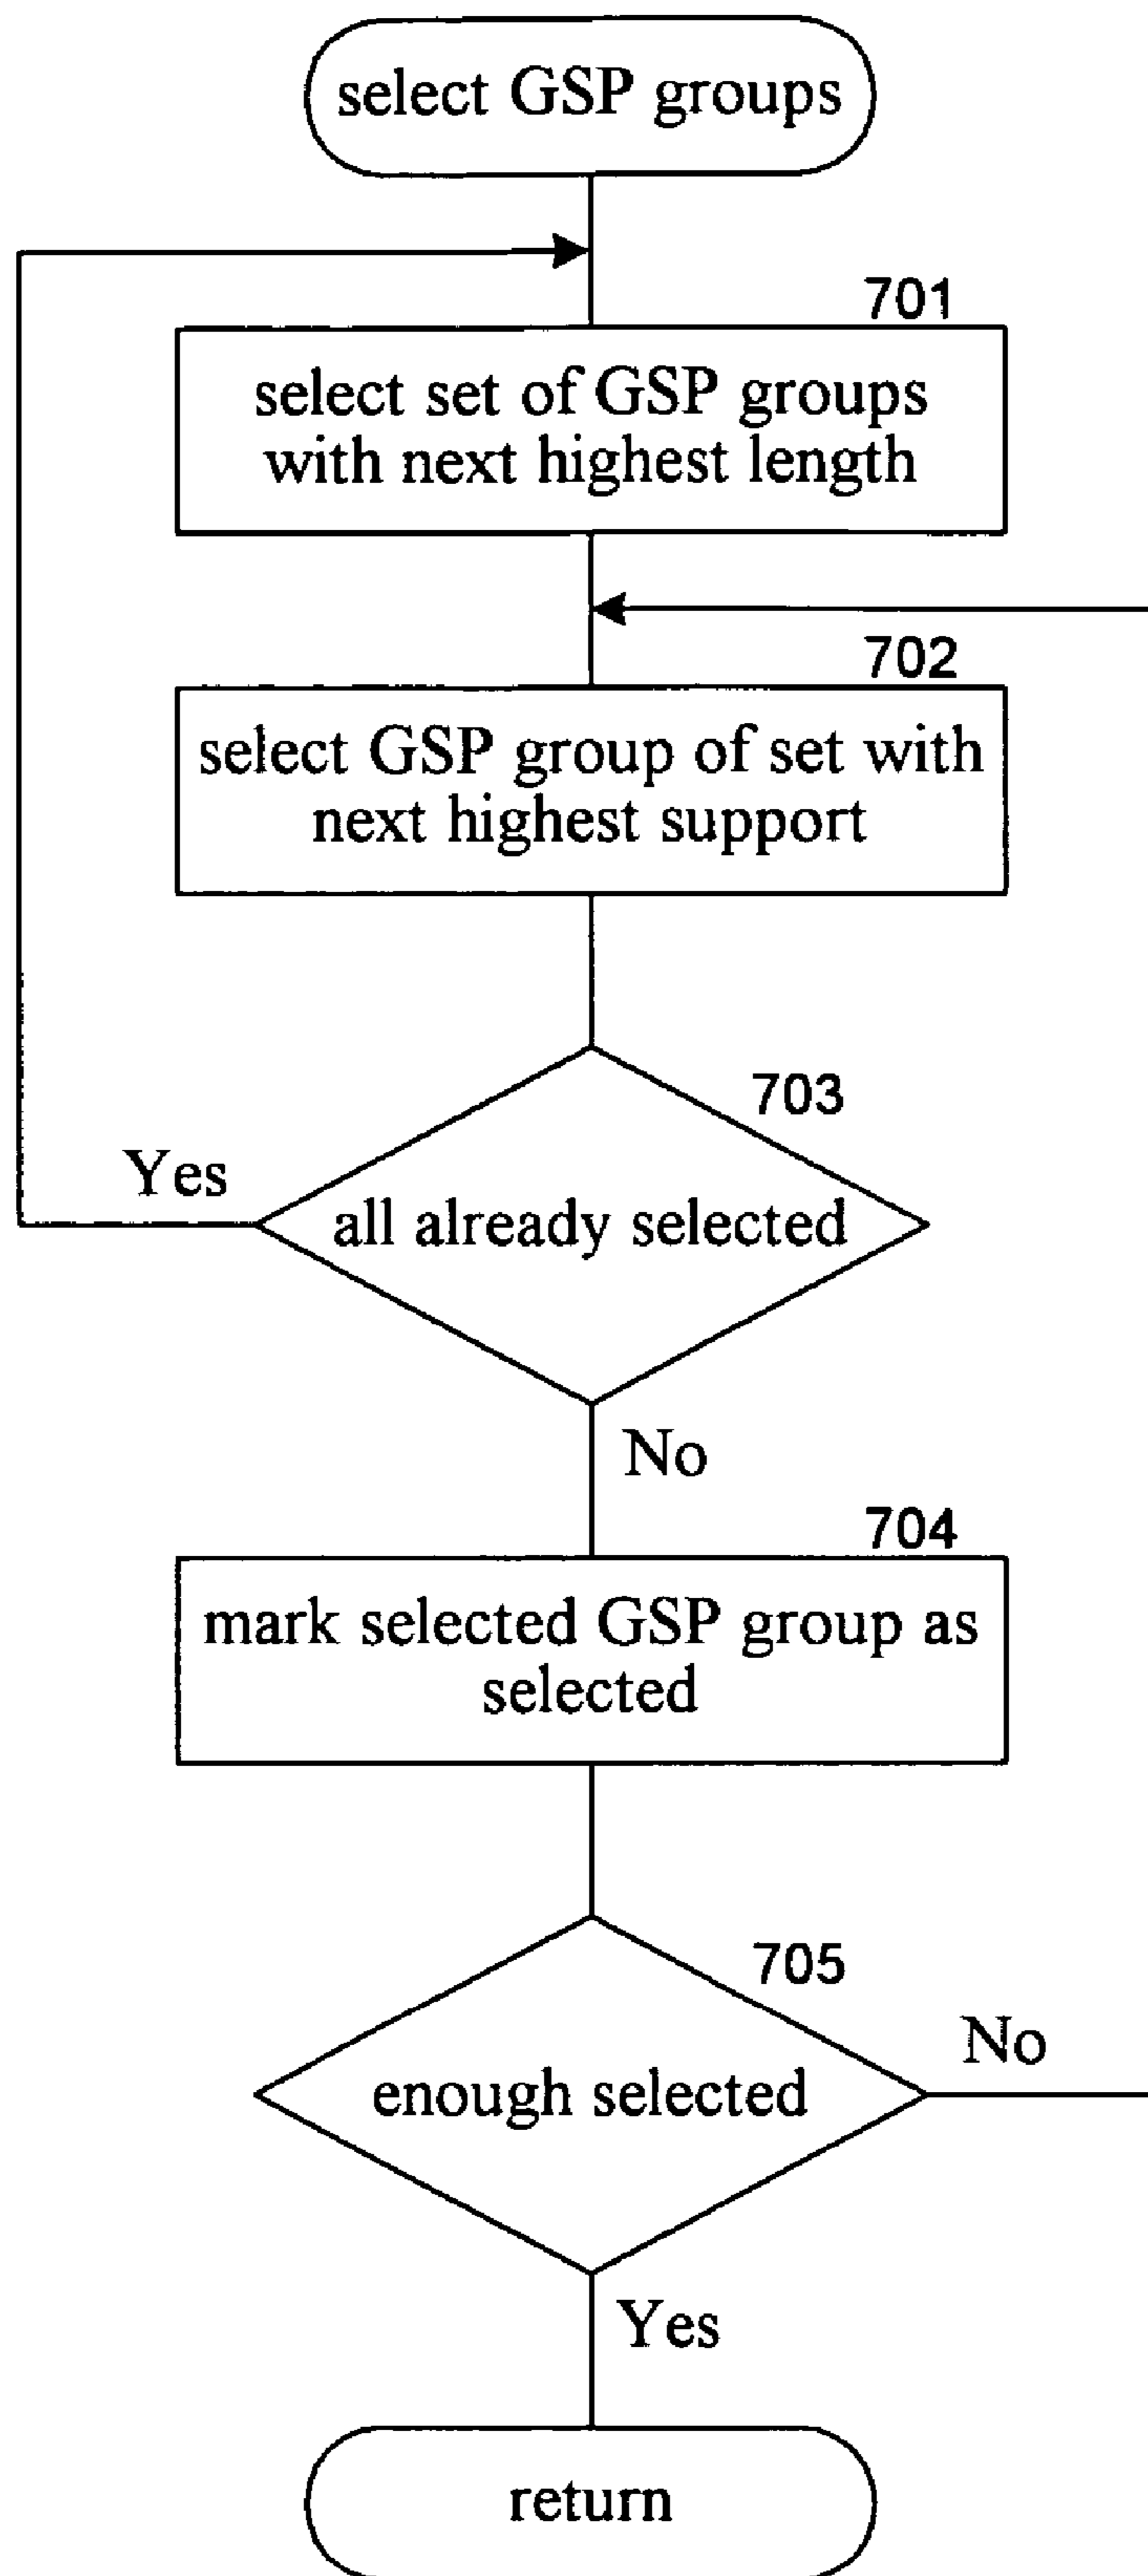 select GSP groups
701
select set of GSP groups
with next highest length
702
select GSP group of set with
next highest support
703
Yes
all already selected
No
704
mark selected GSP group as
selected
705
No
enough selected
Yes
return